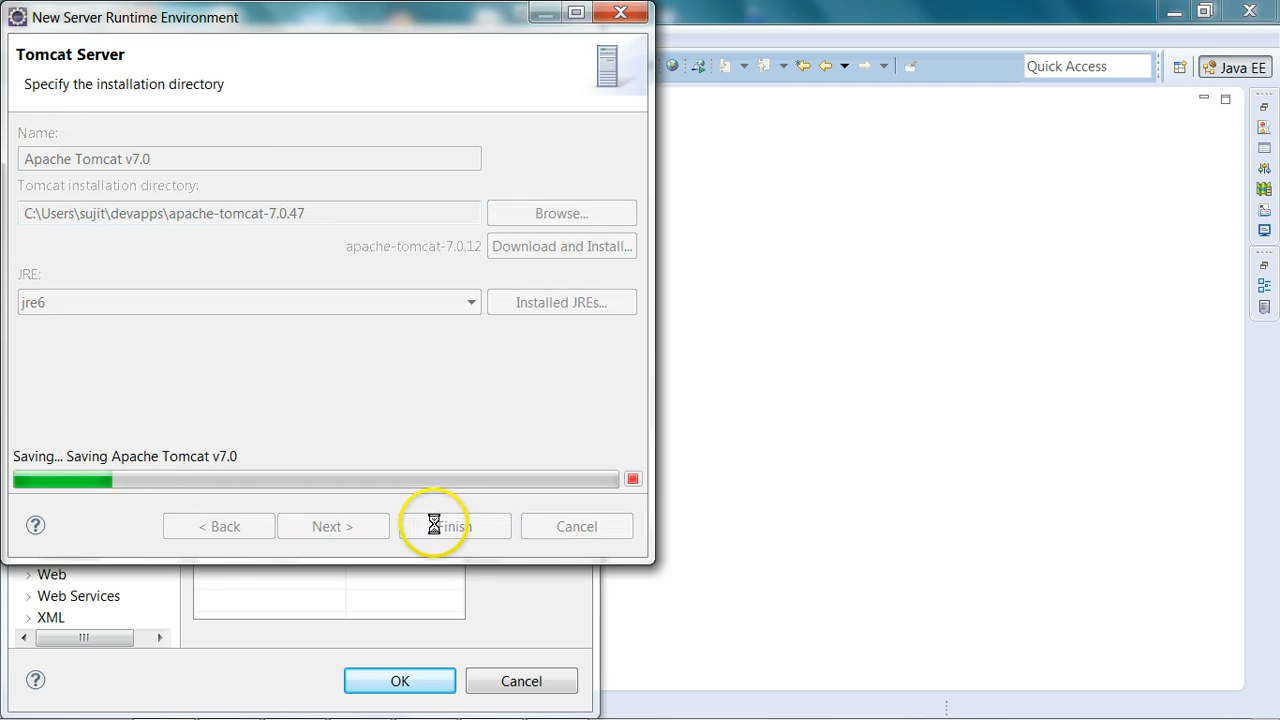 New Server Runtime Environment
Tomcat Server
Specify the installation directory
Quick Access
Java EE
Name:
Apache Tomcat v7.0
Tomcat installation directory:
C:\Users\sujit\devapps\apache-tomcat-7.0.47
Browse...
apache-tomcat-7.0.12
Download and Install...
JRE:
jre6
Installed JREs...
Saving... Saving Apache Tomcat v7.0
< Back
Next >
Finish
Cancel
Web
Web Services
XML
OK
Cancel